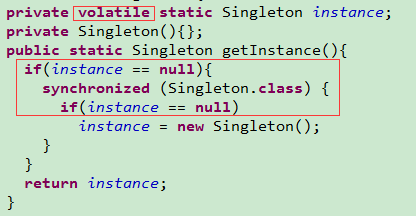 private volatile static Singleton instance;
private Singleton(){};
public static Singleton getInstance(){
if(instance == null){
synchronized (Singleton.class) {
if(instance == null)
instance = new Singleton();
}
}
return instance;
}